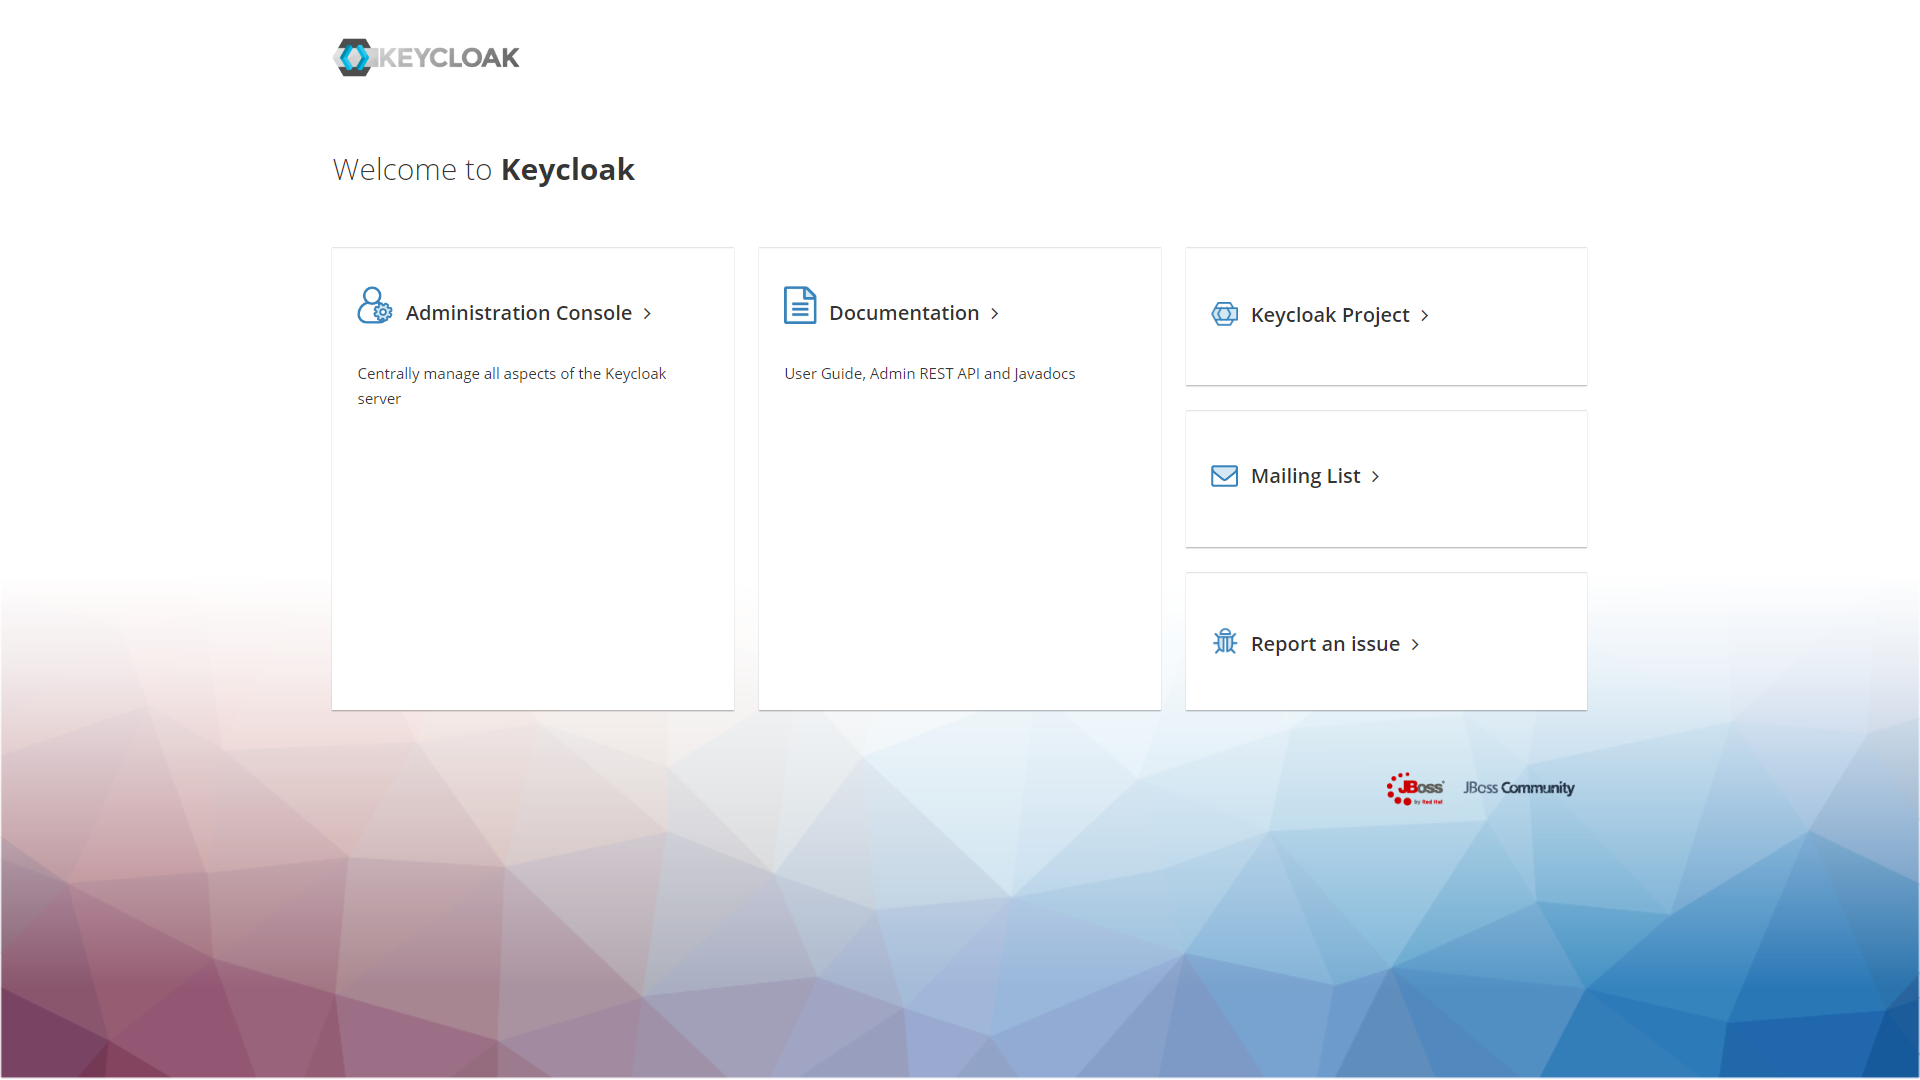 KEYCLOAK
Welcome to Keycloak
Administration Console
Centrally manage all aspects of the Keycloak
server
Documentation
User Guide, Admin REST API and Javadocs
Keycloak Project
Mailing List
Report an issue
JBoss
by Red Hat
JBoss Community